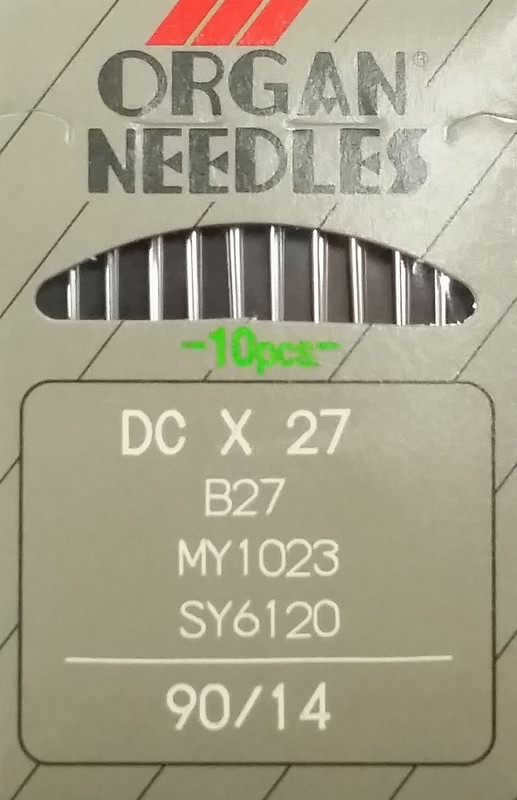 ORGAN®
NEEDLES
-10pcs.-
DC X 27
B27
MY1023
SY6120
90/14